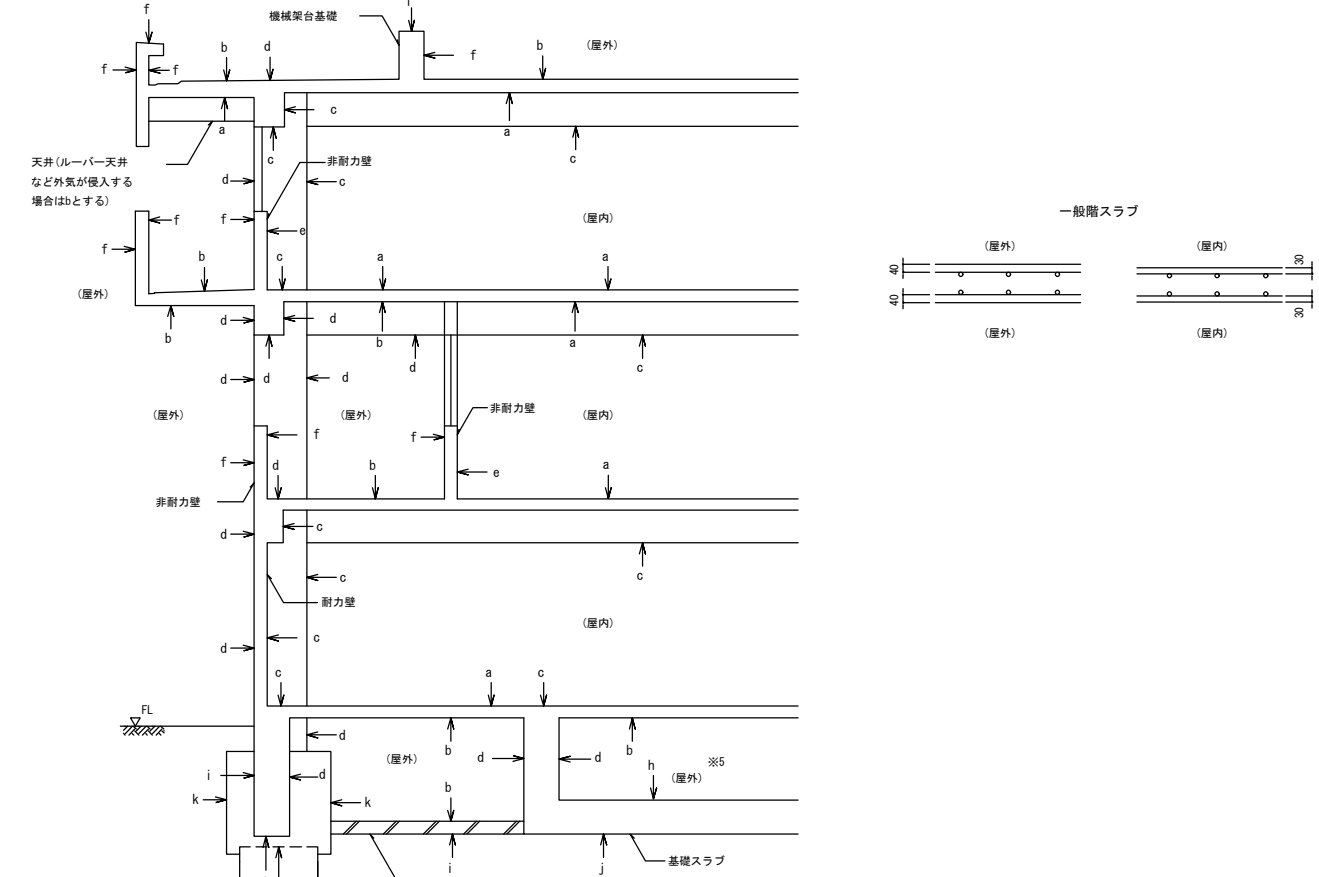 f
機械架台基礎
f
b
d
b
(屋外)
f
f
f
c
a
a
c
c
天井(ルーバー天井
など外気が侵入する
場合はbとする)
非耐力壁
d
c
f
f
f
e
(屋内)
一般階スラブ
(屋外)
(屋内)
40
30
40
30
(屋外)
(屋内)
b
c
a
a
(屋外)
b
d
d
b
a
d
c
d
d
d
(屋外)
(屋外)
非耐力壁
(屋内)
f
f
f
d
b
a
e
非耐力壁
d
c
c
c
耐力壁
(屋内)
c
d
c
a
c
FL
d
b
d
d
b
(屋外)
※5
h
(屋外)
i
d
k
k
b
i
j
基礎スラブ